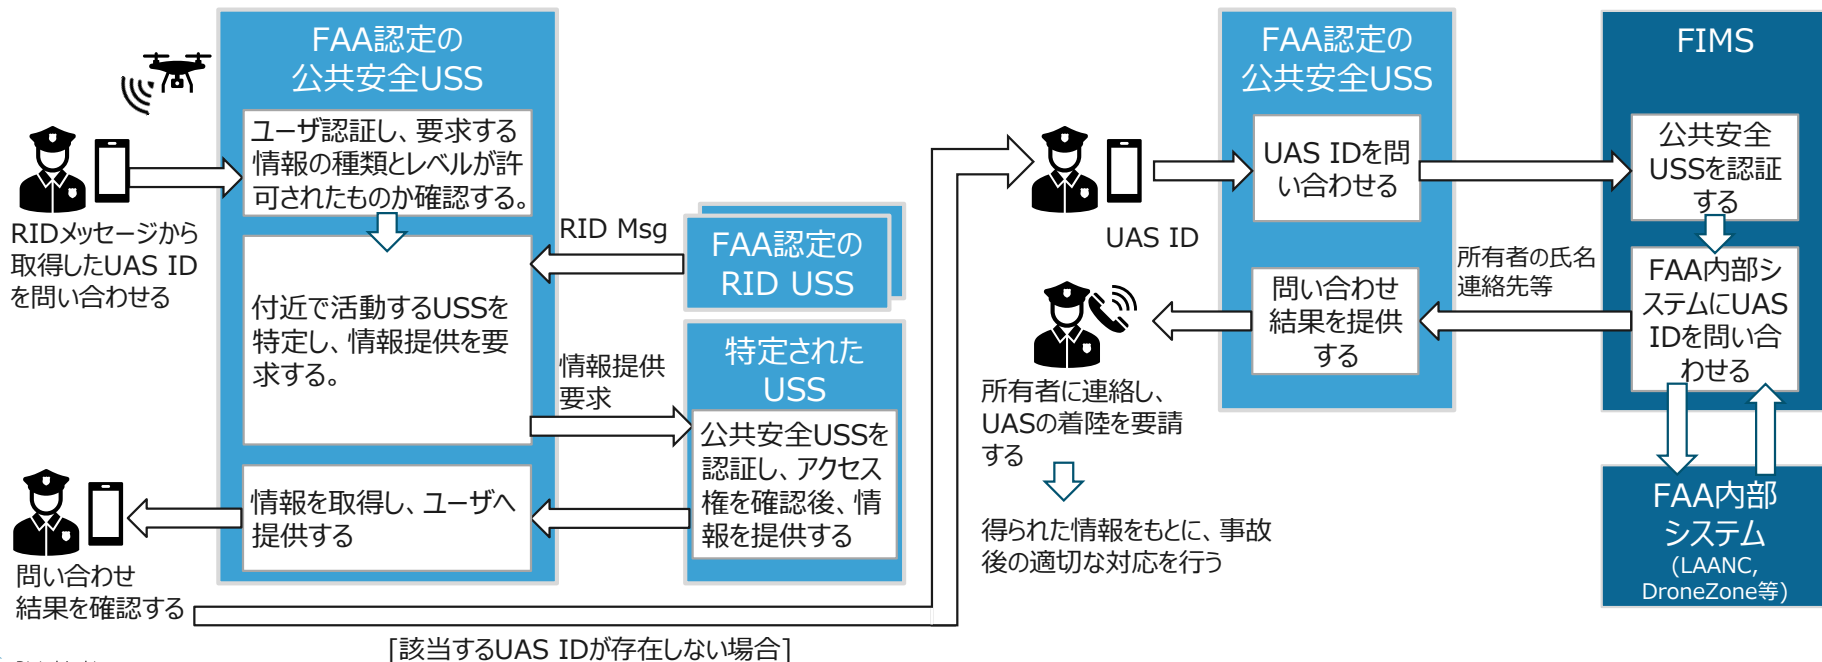 FAA認定の
公共安全USS
ユーザ認証し、要求する
情報の種類とレベルが許
可されたものか確認する。
RIDメッセージから
取得したUAS ID
を問い合わせる
付近で活動するUSSを
特定し、情報提供を要
求する。
RID Msg
FAA認定の
RID USS
情報提供
要求
特定された
USS
公共安全USSを
認証し、アクセス
権を確認後、情
報を提供する
情報を取得し、ユーザへ
提供する
問い合わせ
結果を確認する
[該当するUAS IDが存在しない場合]
UAS ID
FAA認定の
公共安全USS
UAS IDを問
い合わせる
問い合わせ
結果を提供
する
所有者に連絡し、
UASの着陸を要請
する
得られた情報をもとに、事故
後の適切な対応を行う
所有者の氏名
連絡先等
FIMS
公共安全
USSを認証
する
FAA内部シ
ステムにUAS
IDを問い合
わせる
FAA内部
システム
(LAANC,
DroneZone等)